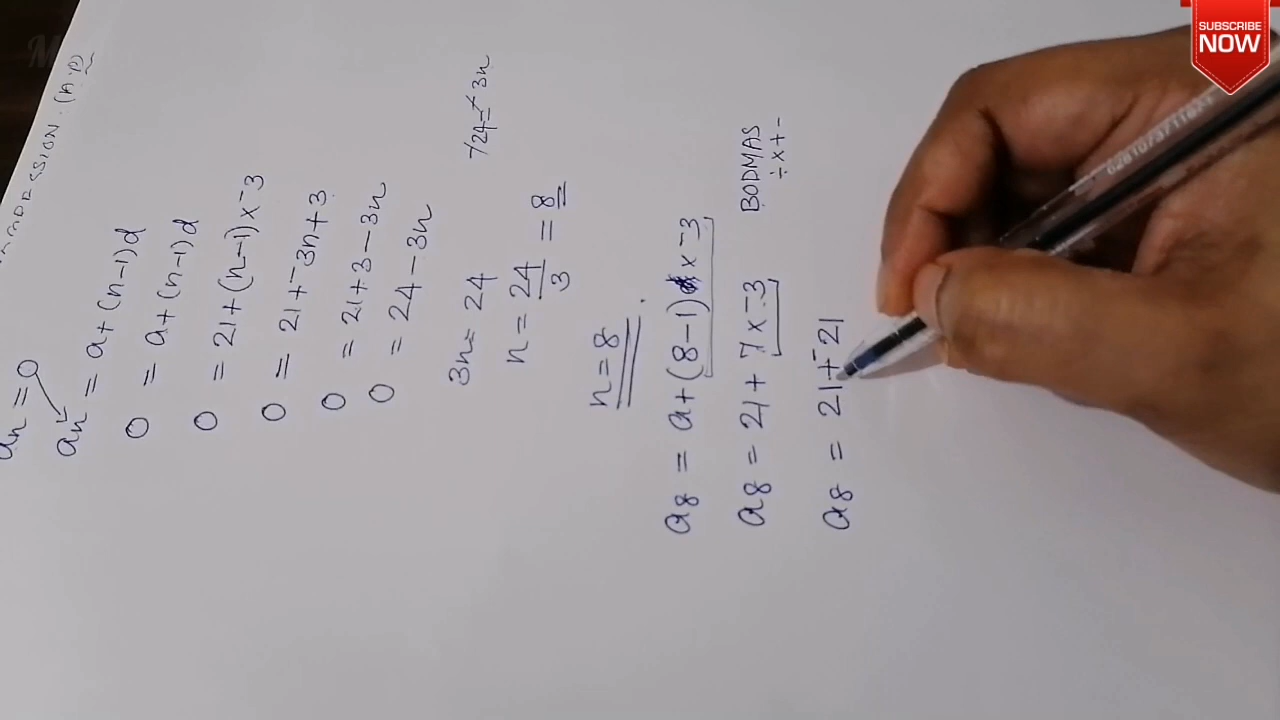 (A.P)
an = 0
an = a+(n-1)d
0 = a+(n-1)d
0 = 21+(n-1)x-3
0 = 21+-3n+3
0 = 21+3-3n
0 = 24-3n
-24=-3n
3n= 24
n= 24/3 = 8
n=8
a8 = a+(8-1) x-3
a8 = 21+ 7x-3
BODMAS
÷x+-
a8 = 21+-21
SUBSCRIBE
NOW